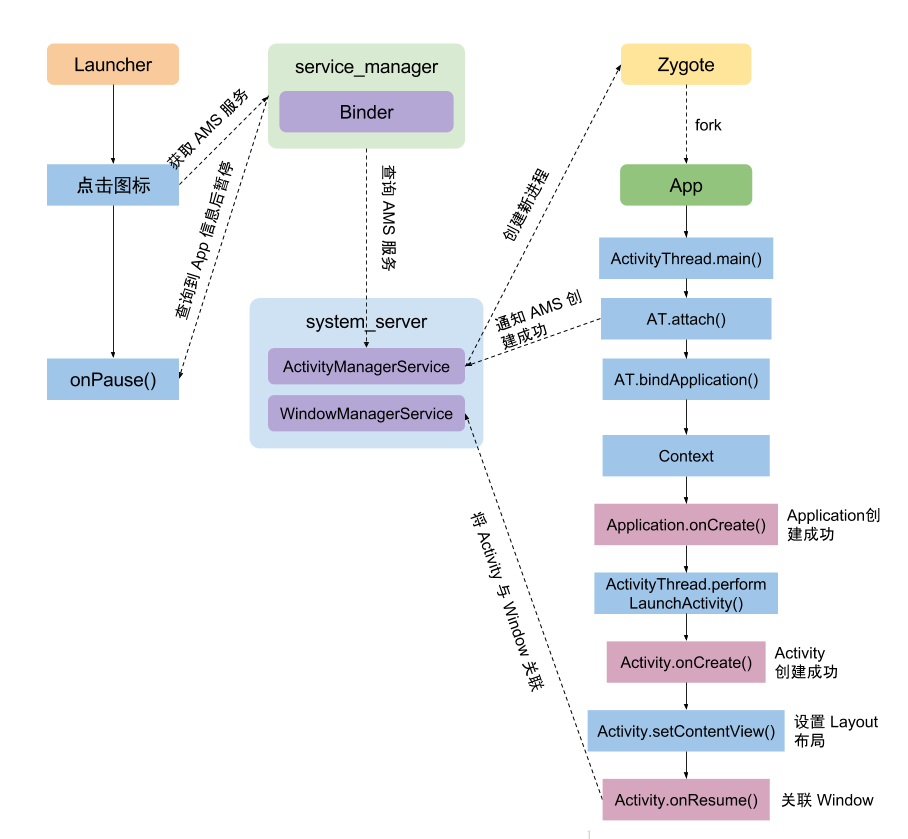 Launcher
点击图标
onPause()
获取 AMS 服务
查询到 App 信息后暂停
service_manager
Binder
查询 AMS 服务
system_server
ActivityManagerService
WindowManagerService
创建新进程
通知 AMS 创
建成功
将 Activity 与 Window 关联
Zygote
fork
App
ActivityThread.main()
AT.attach()
AT.bindApplication()
Context
Application.onCreate()
Application创
建成功
ActivityThread.perform
LaunchActivity()
Activity.onCreate()
Activity
创建成功
Activity.setContentView()
设置 Layout
布局
Activity.onResume()
关联 Window